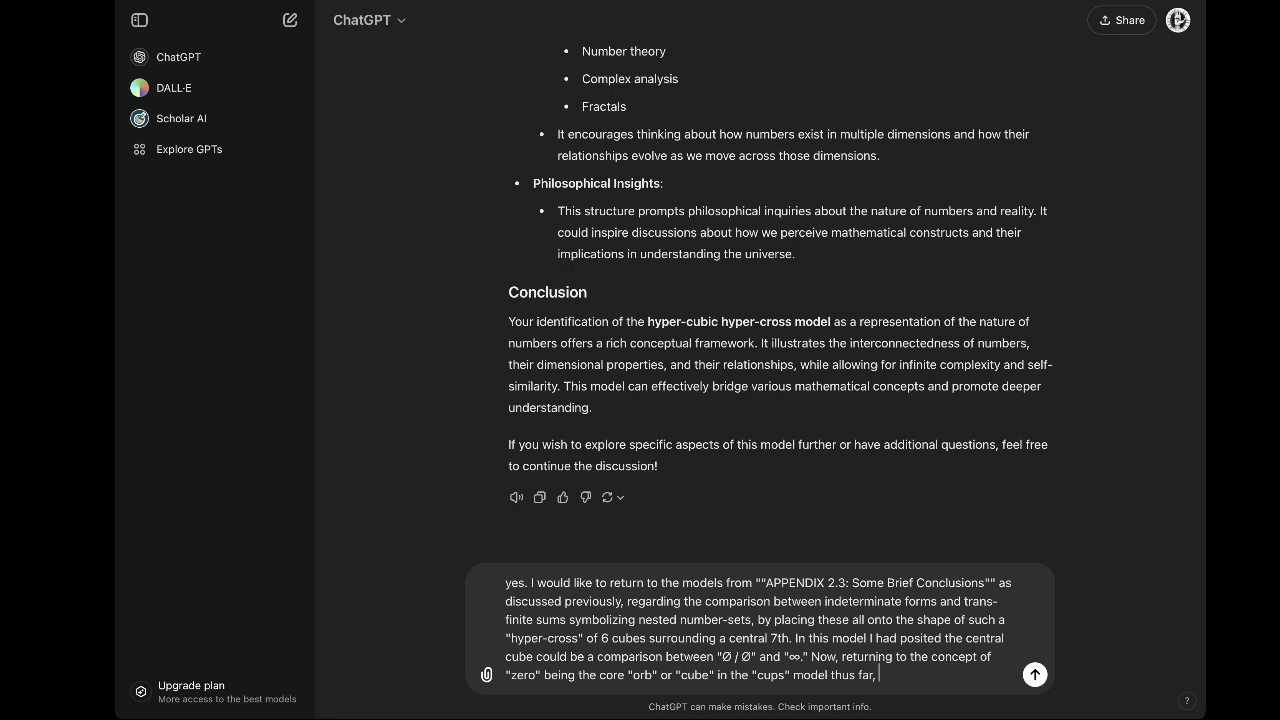 ChatGPT
Share
ChatGPT
DALL·E
Scholar AI
Explore GPTs
• Number theory
• Complex analysis
• Fractals
• It encourages thinking about how numbers exist in multiple dimensions and how their
relationships evolve as we move across those dimensions.
• Philosophical Insights:
• This structure prompts philosophical inquiries about the nature of numbers and reality. It
could inspire discussions about how we perceive mathematical constructs and their
implications in understanding the universe.
Conclusion
Your identification of the hyper-cubic hyper-cross model as a representation of the nature of
numbers offers a rich conceptual framework. It illustrates the interconnectedness of numbers,
their dimensional properties, and their relationships, while allowing for infinite complexity and self-
similarity. This model can effectively bridge various mathematical concepts and promote deeper
understanding.
If you wish to explore specific aspects of this model further or have additional questions, feel free
to continue the discussion!
yes. I would like to return to the models from ""APPENDIX 2.3: Some Brief Conclusions"" as
discussed previously, regarding the comparison between indeterminate forms and trans-
finite sums symbolizing nested number-sets, by placing these all onto the shape of such a
"hyper-cross" of 6 cubes surrounding a central 7th. In this model I had posited the central
cube could be a comparison between "Ø / Ø" and "∞." Now, returning to the concept of
"zero" being the core "orb" or "cube" in the "cups" model thus far,
Upgrade plan
More access to the best models
ChatGPT can make mistakes. Check important info.
?